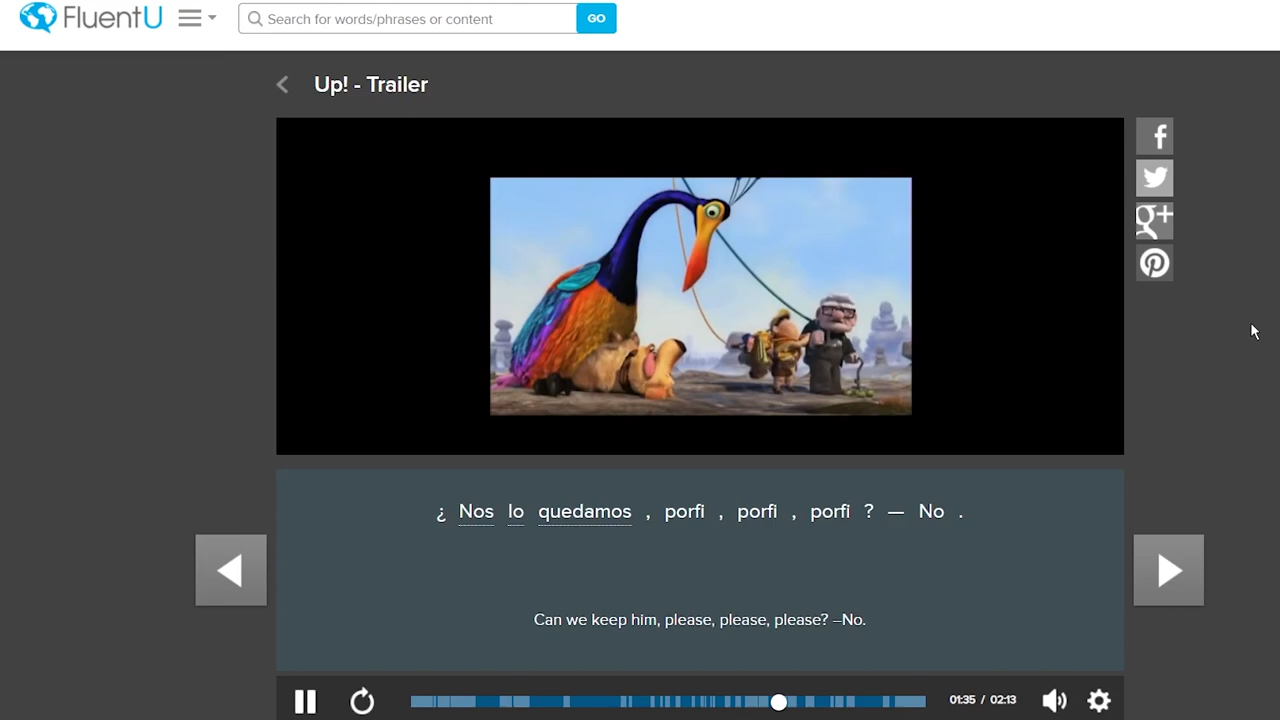 FluentU
Search for words/phrases or content
GO
Up! - Trailer
f
g+
¿ Nos lo quedamos , porfi , porfi , porfi ? — No .
Can we keep him, please, please, please? –No.
01:35 / 02:13